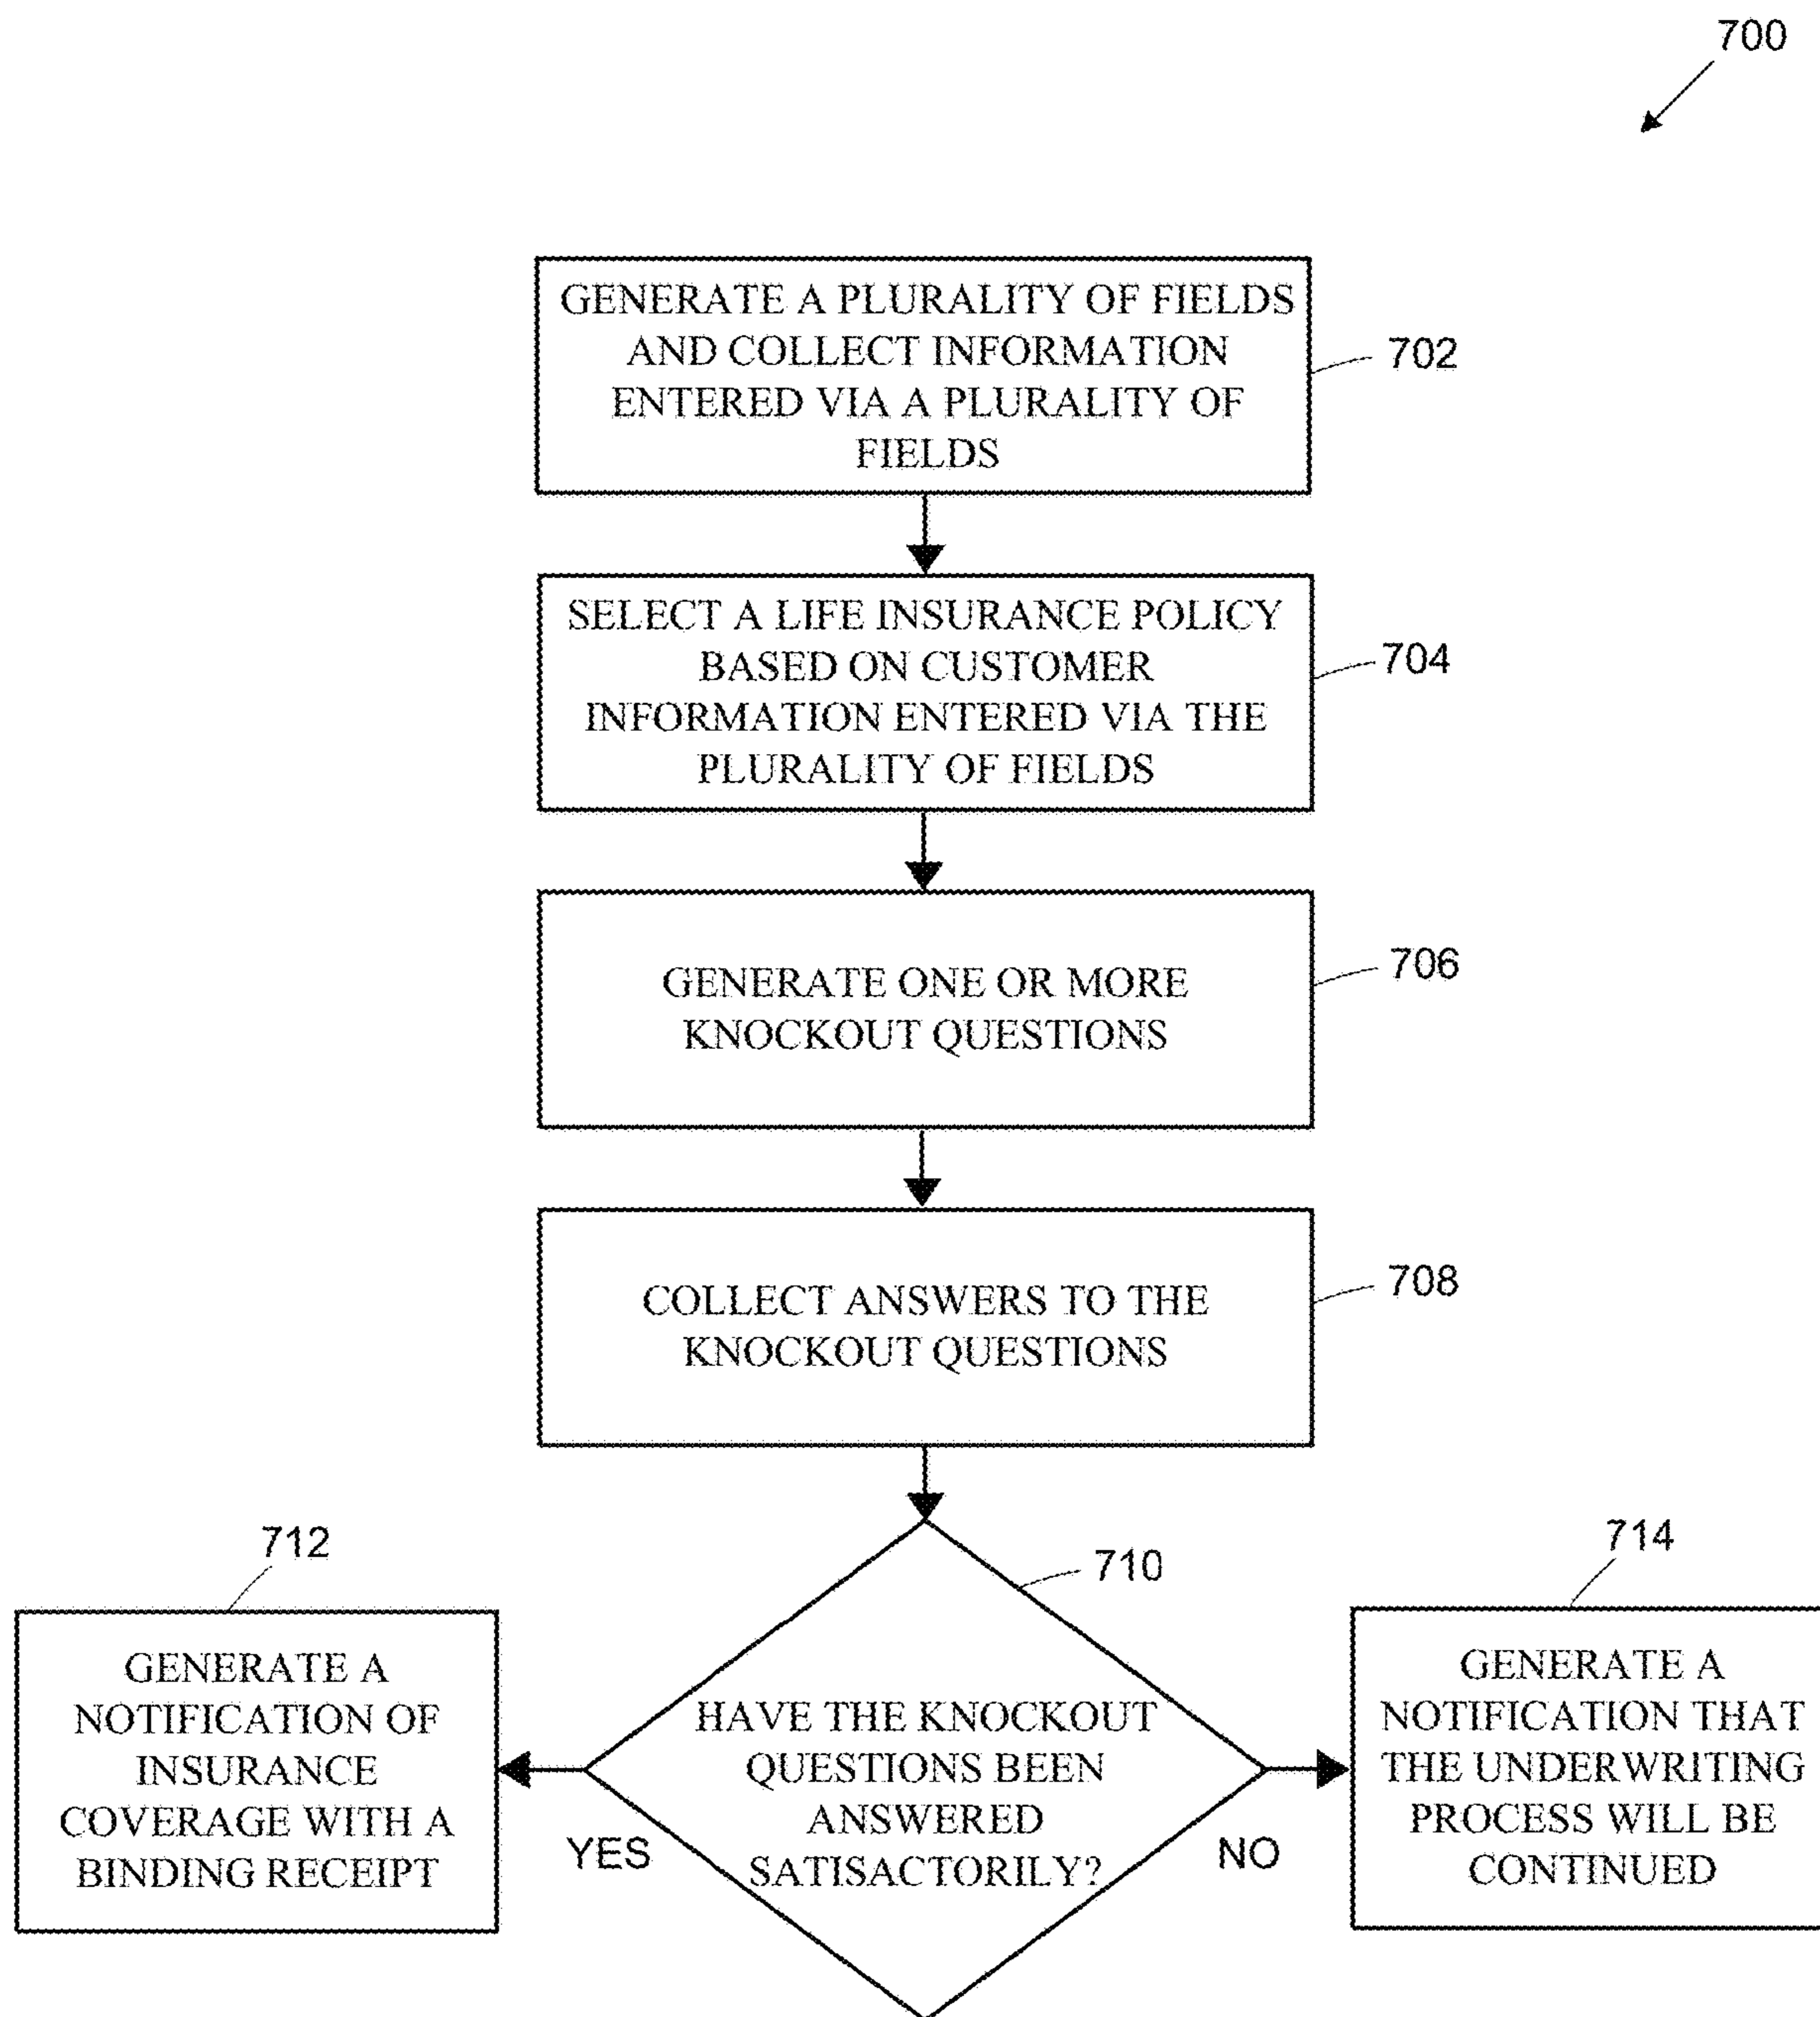 700
GENERATE A PLURALITY OF FIELDS
AND COLLECT INFORMATION
ENTERED VIA A PLURALITY OF
FIELDS
702
SELECT A LIFE INSURANCE POLICY
BASED ON CUSTOMER
INFORMATION ENTERED VIA THE
PLURALITY OF FIELDS
704
GENERATE ONE OR MORE
KNOCKOUT QUESTIONS
706
COLLECT ANSWERS TO THE
KNOCKOUT QUESTIONS
708
712
GENERATE A
NOTIFICATION OF
INSURANCE
COVERAGE WITH A
BINDING RECEIPT
YES
710
HAVE THE KNOCKOUT
QUESTIONS BEEN
ANSWERED
SATISACTORILY?
NO
714
GENERATE A
NOTIFICATION THAT
THE UNDERWRITING
PROCESS WILL BE
CONTINUED